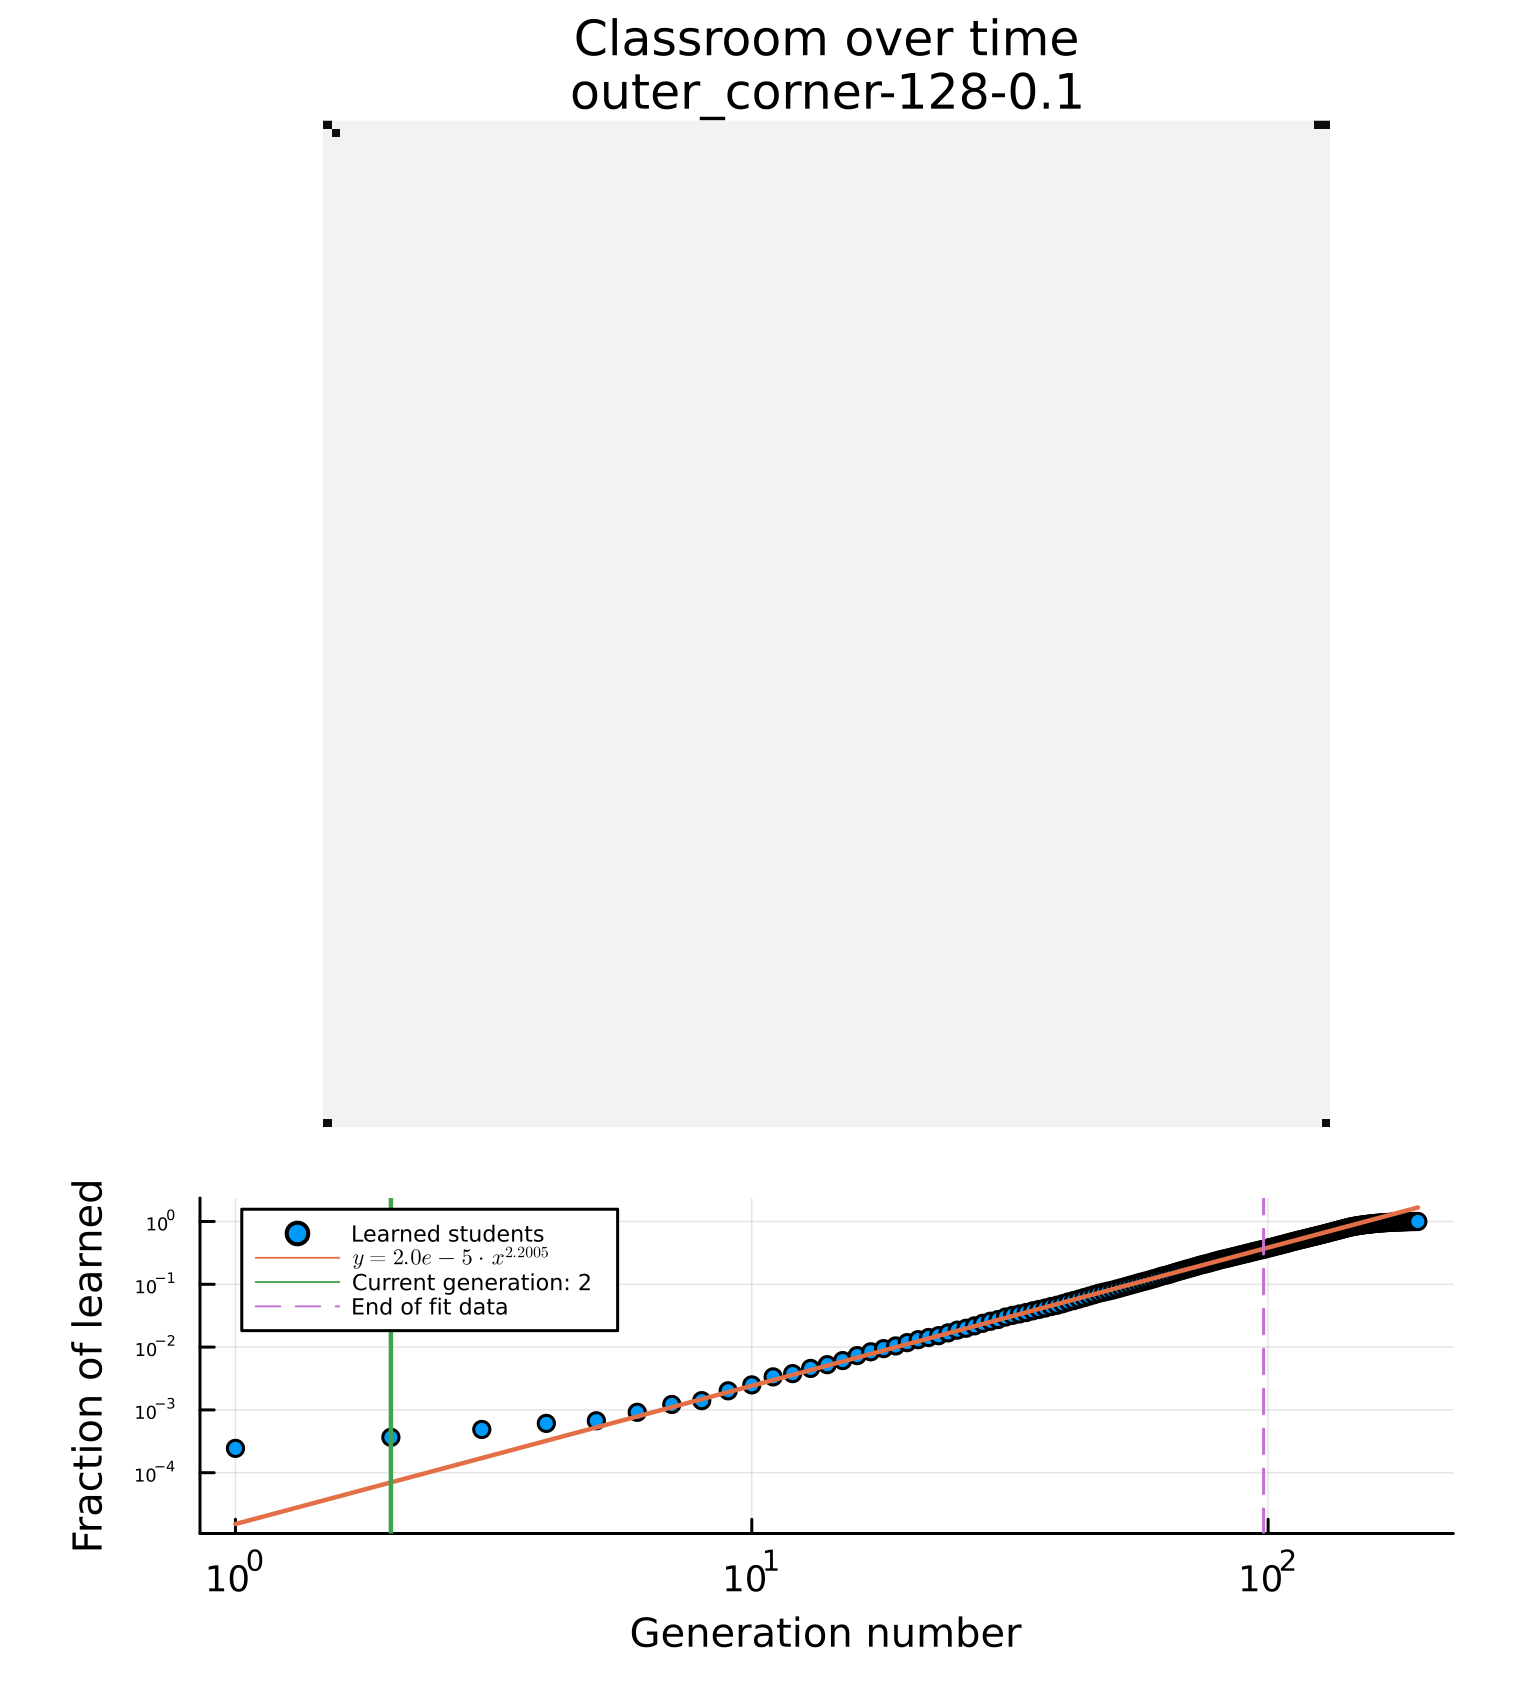 Classroom over time
outer_corner-128-0.1
Fraction of learned
10^0
10^-1
10^-2
10^-3
10^-4
Learned students
y = 2.0e − 5 · x^2.2005
Current generation: 2
End of fit data
10^0 10^1 10^2
Generation number